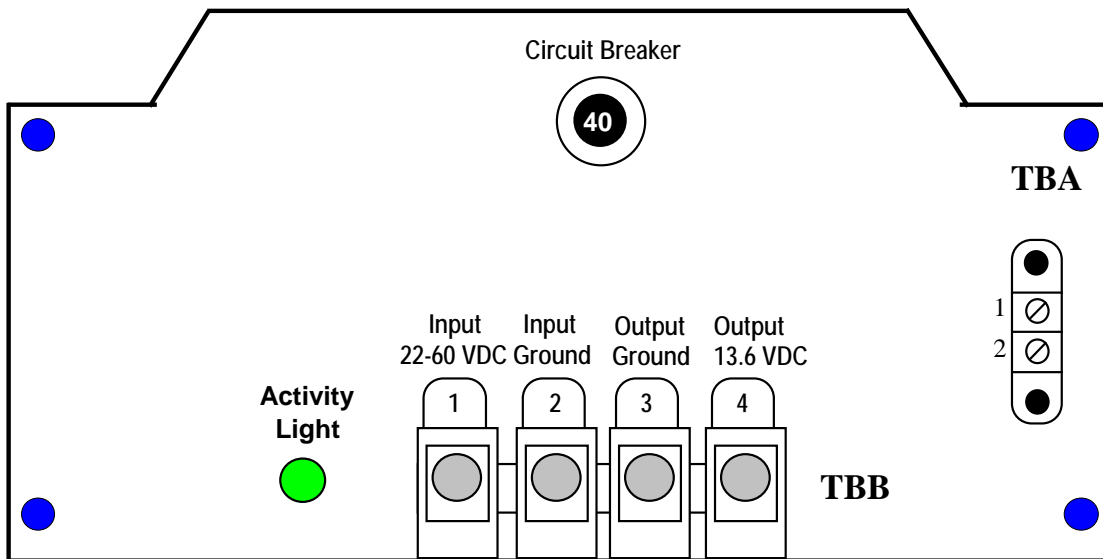 Circuit Breaker
40
TBA
1
2
Input Input Output Output
22-60 VDC Ground Ground 13.6 VDC
Activity
Light
1 2 3 4
TBB